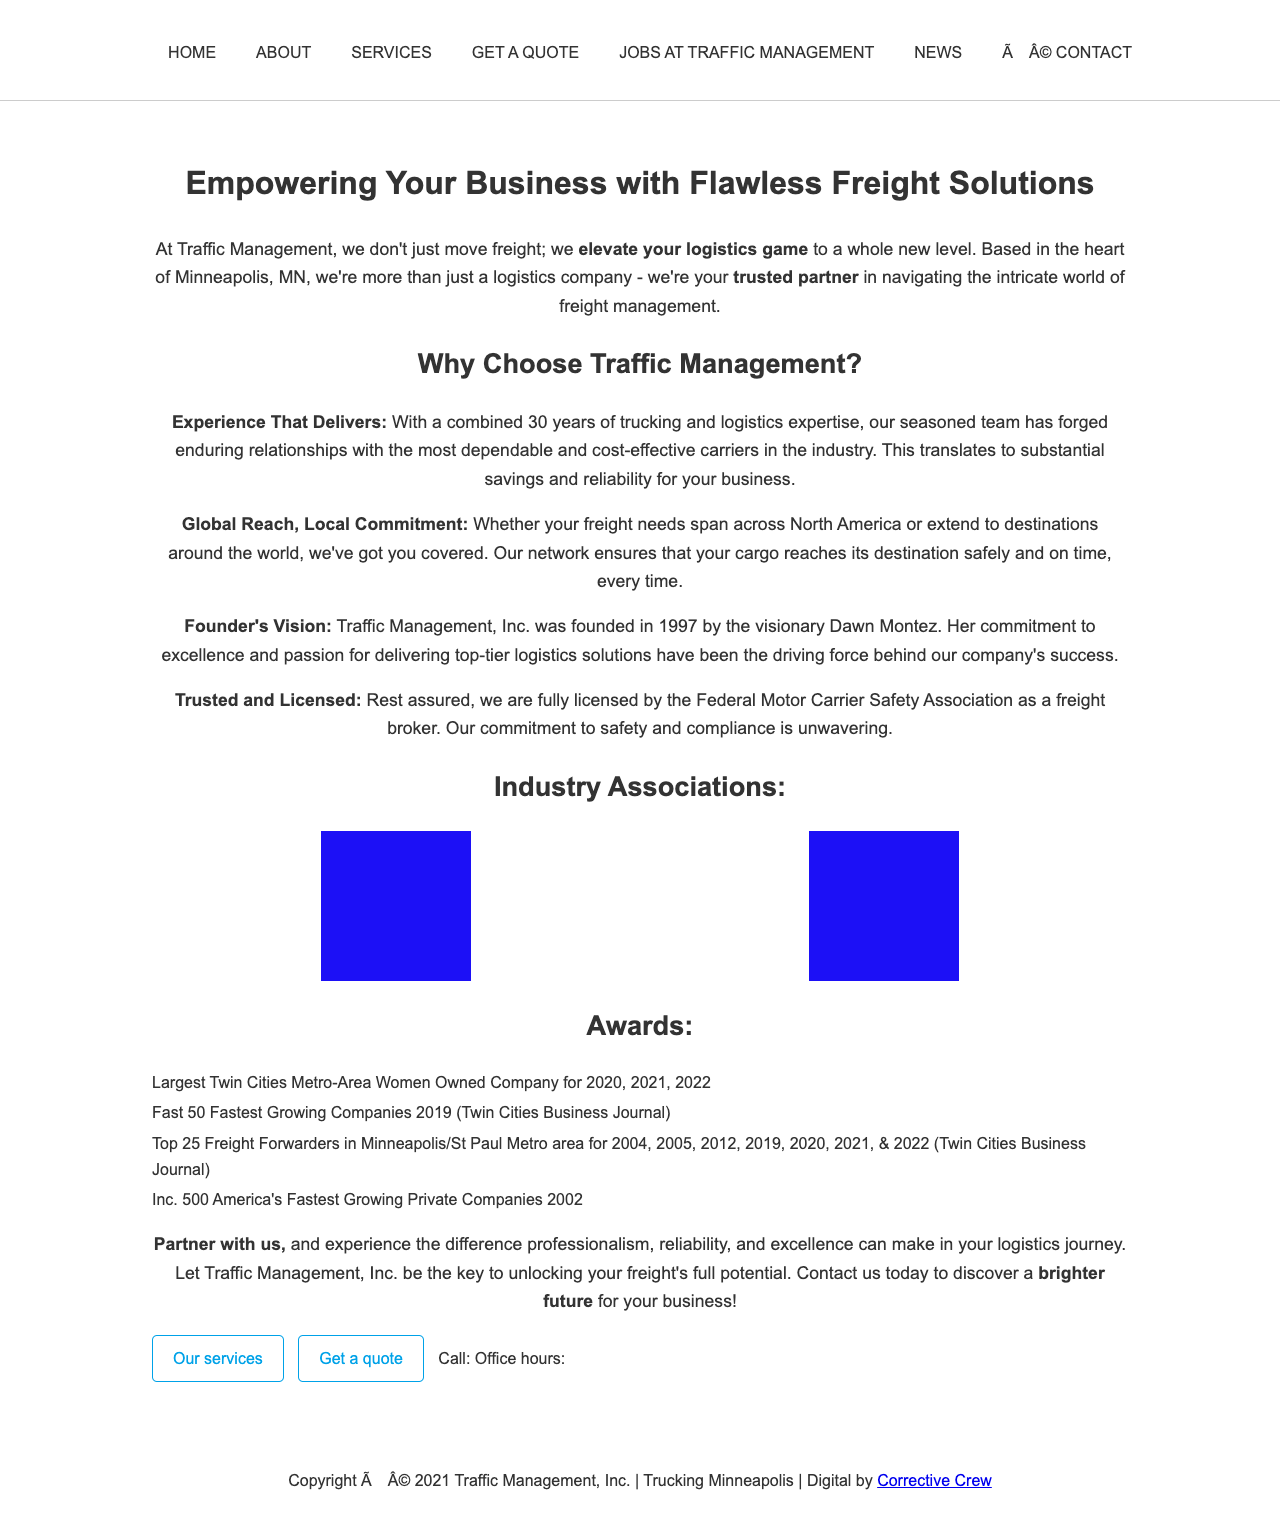 HOME ABOUT SERVICES GET A QUOTE JOBS AT TRAFFIC MANAGEMENT NEWS Ã Â© CONTACT
Empowering Your Business with Flawless Freight Solutions
At Traffic Management, we don't just move freight; we elevate your logistics game to a whole new level. Based in the heart
of Minneapolis, MN, we're more than just a logistics company - we're your trusted partner in navigating the intricate world of
freight management.
Why Choose Traffic Management?
Experience That Delivers: With a combined 30 years of trucking and logistics expertise, our seasoned team has forged
enduring relationships with the most dependable and cost-effective carriers in the industry. This translates to substantial
savings and reliability for your business.
Global Reach, Local Commitment: Whether your freight needs span across North America or extend to destinations
around the world, we've got you covered. Our network ensures that your cargo reaches its destination safely and on time,
every time.
Founder's Vision: Traffic Management, Inc. was founded in 1997 by the visionary Dawn Montez. Her commitment to
excellence and passion for delivering top-tier logistics solutions have been the driving force behind our company's success.
Trusted and Licensed: Rest assured, we are fully licensed by the Federal Motor Carrier Safety Association as a freight
broker. Our commitment to safety and compliance is unwavering.
Industry Associations:
Awards:
Largest Twin Cities Metro-Area Women Owned Company for 2020, 2021, 2022
Fast 50 Fastest Growing Companies 2019 (Twin Cities Business Journal)
Top 25 Freight Forwarders in Minneapolis/St Paul Metro area for 2004, 2005, 2012, 2019, 2020, 2021, & 2022 (Twin Cities Business
Journal)
Inc. 500 America's Fastest Growing Private Companies 2002
Partner with us, and experience the difference professionalism, reliability, and excellence can make in your logistics journey.
Let Traffic Management, Inc. be the key to unlocking your freight's full potential. Contact us today to discover a brighter
future for your business!
Our services Get a quote Call: Office hours:
Copyright Ã Â© 2021 Traffic Management, Inc. | Trucking Minneapolis | Digital by Corrective Crew